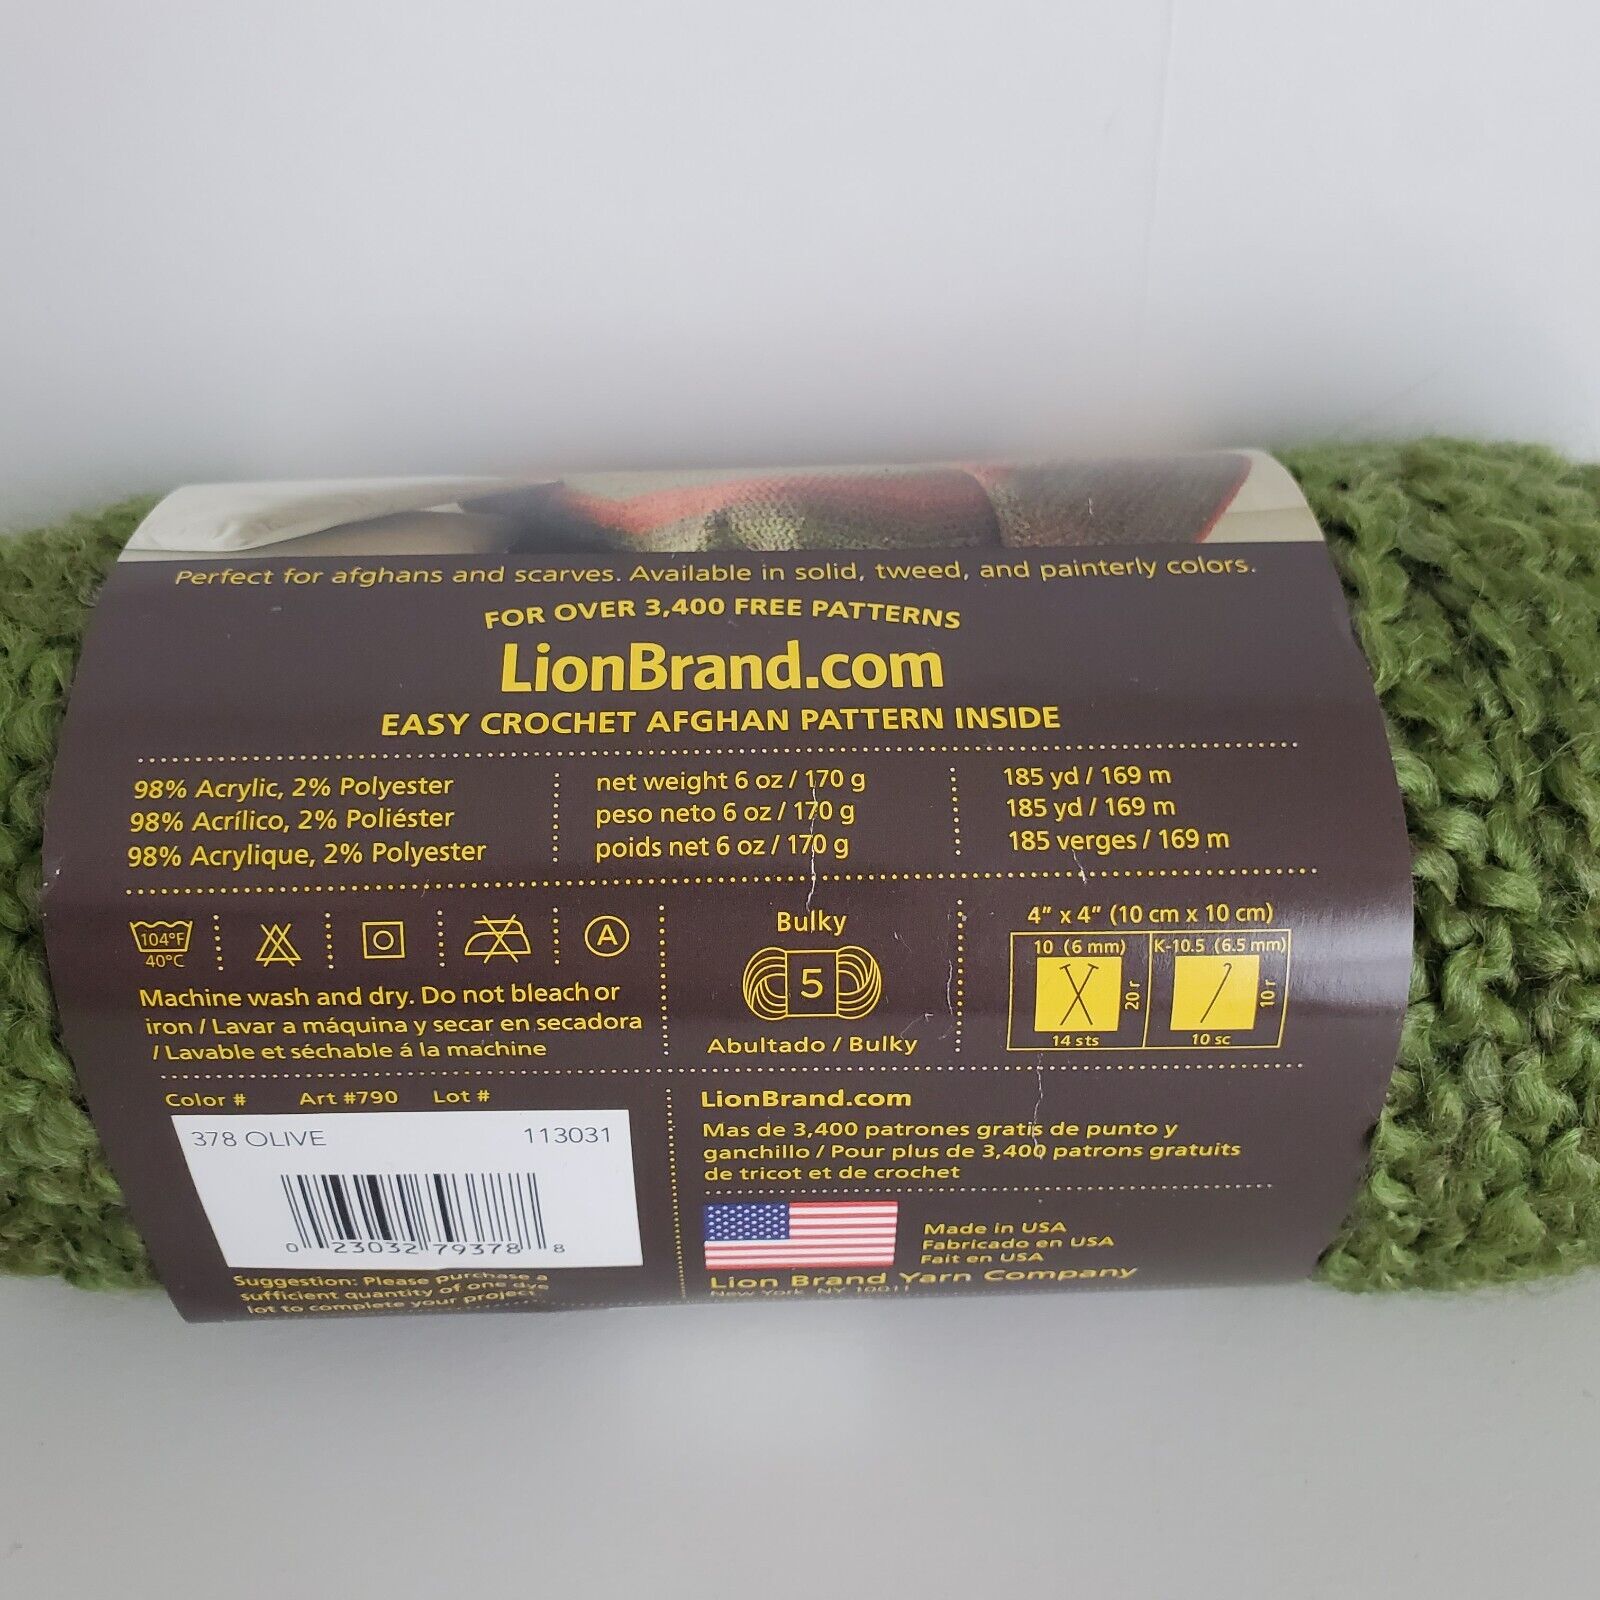 Perfect for afghans and scarves. Available in solid, tweed, and painterly colors.
FOR OVER 3,400 FREE PATTERNS
LionBrand.com
EASY CROCHET AFGHAN PATTERN INSIDE
98% Acrylic, 2% Polyester
98% Acrílico, 2% Poliéster
98% Acrylique, 2% Polyester
net weight 6 oz / 170 g
peso neto 6 oz / 170 g
poids net 6 oz / 170 g
185 yd / 169 m
185 yd / 169 m
185 verges / 169 m
104°F
40°C
A
Machine wash and dry. Do not bleach or
iron / Lavar a máquina y secar en secadora
/ Lavable et séchable á la machine
Bulky
5
Abultado / Bulky
4" x 4" (10 cm x 10 cm)
10 (6 mm)
20 r
14 sts
K-10.5 (6.5 mm)
10 r
10 sc
Color # Art #790 Lot #
378 OLIVE 113031
0 23032 79378 8
Suggestion: Please purchase a
sufficient quantity of one dye
lot to complete your project.
LionBrand.com
Mas de 3,400 patrones gratis de punto y
ganchillo / Pour plus de 3,400 patrons gratuits
de tricot et de crochet
Made in USA
Fabricado en USA
Fait en USA
Lion Brand Yarn Company
New York, NY 10011